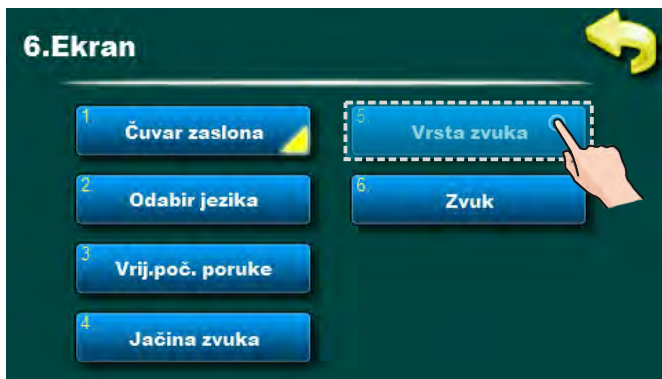 6.Ekran
1.
Čuvar zaslona
2.
Odabir jezika
3
Vrij.poč. poruke
4.
Jačina zvuka
5.
Vrsta zvuka
6.
Zvuk